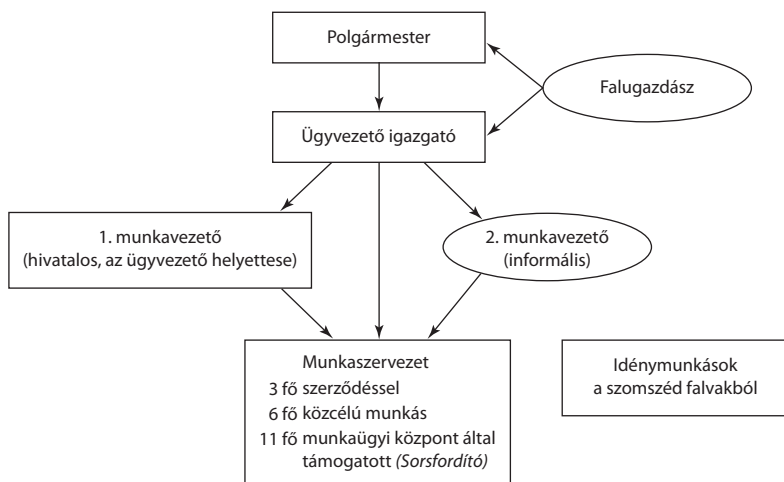 Polgármester
Falugazdász
Ügyvezető igazgató
1. munkavezető
(hivatalos, az ügyvezető helyettese)
2. munkavezető
(informális)
Munkaszervezet
3 fő szerződéssel
6 fő közcélú munkás
11 fő munkaügyi központ által
támogatott (Sorsfordító)
Idénymunkások
a szomszéd falvakból